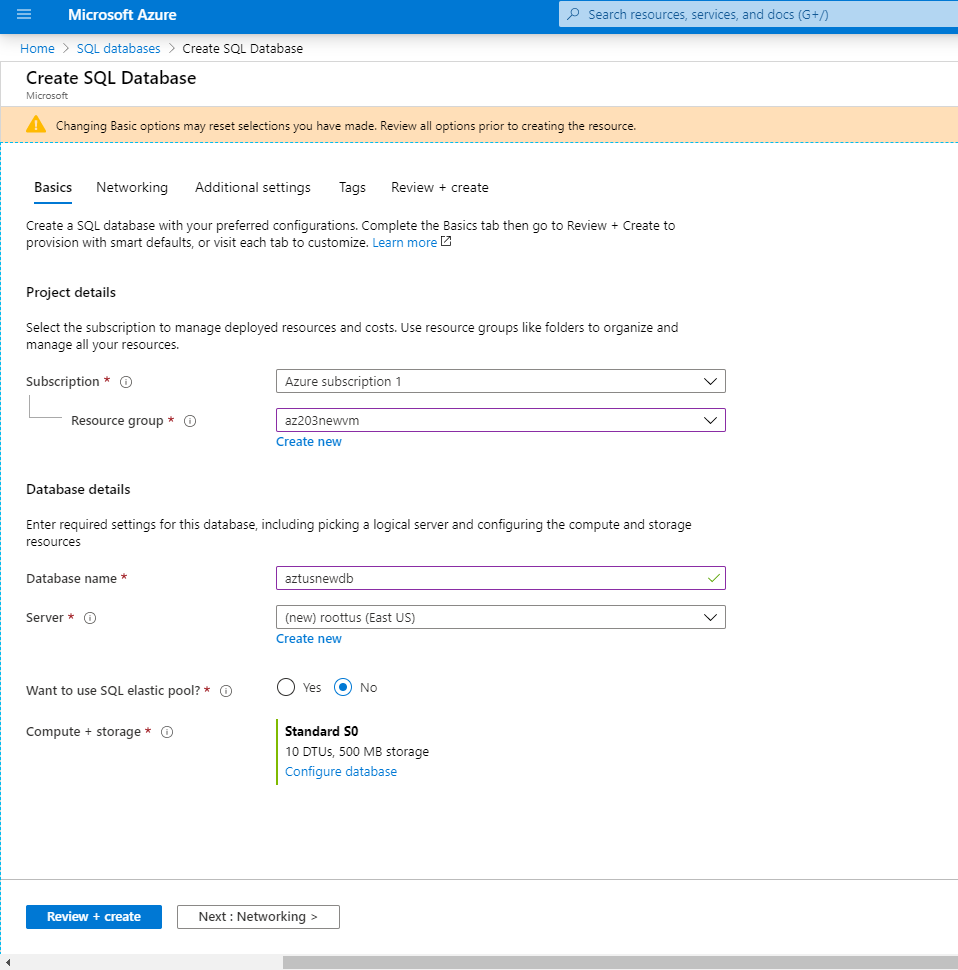 Microsoft Azure
Search resources, services, and docs (G+/)
Home > SQL databases > Create SQL Database
Create SQL Database
Microsoft
Changing Basic options may reset selections you have made. Review all options prior to creating the resource.
Basics Networking Additional settings Tags Review + create
Create a SQL database with your preferred configurations. Complete the Basics tab then go to Review + Create to
provision with smart defaults, or visit each tab to customize. Learn more
Project details
Select the subscription to manage deployed resources and costs. Use resource groups like folders to organize and
manage all your resources.
Subscription *
Azure subscription 1
Resource group *
az203newvm
Create new
Database details
Enter required settings for this database, including picking a logical server and configuring the compute and storage
resources
Database name *
aztusnewdb
Server *
(new) roottus (East US)
Create new
Want to use SQL elastic pool? *
Yes No
Compute + storage *
Standard S0
10 DTUs, 500 MB storage
Configure database
Review + create
Next : Networking >